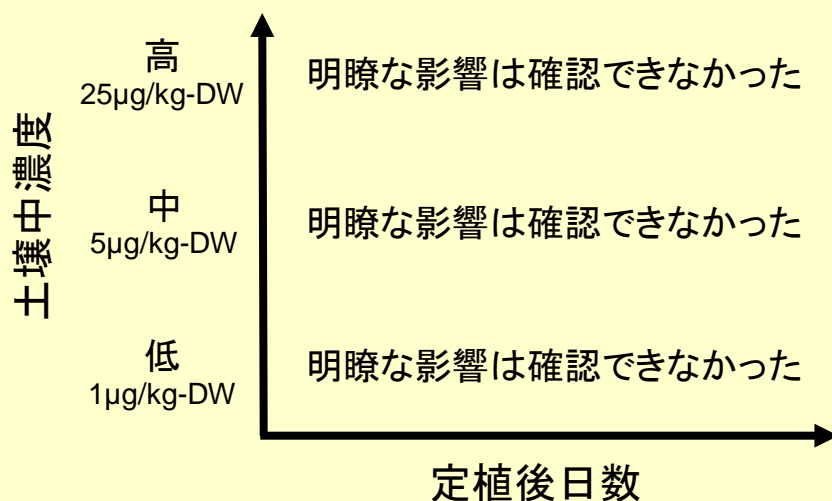 土壌中濃度
高
25µg/kg-DW
明瞭な影響は確認できなかった
中
5µg/kg-DW
明瞭な影響は確認できなかった
低
1µg/kg-DW
明瞭な影響は確認できなかった
定植後日数